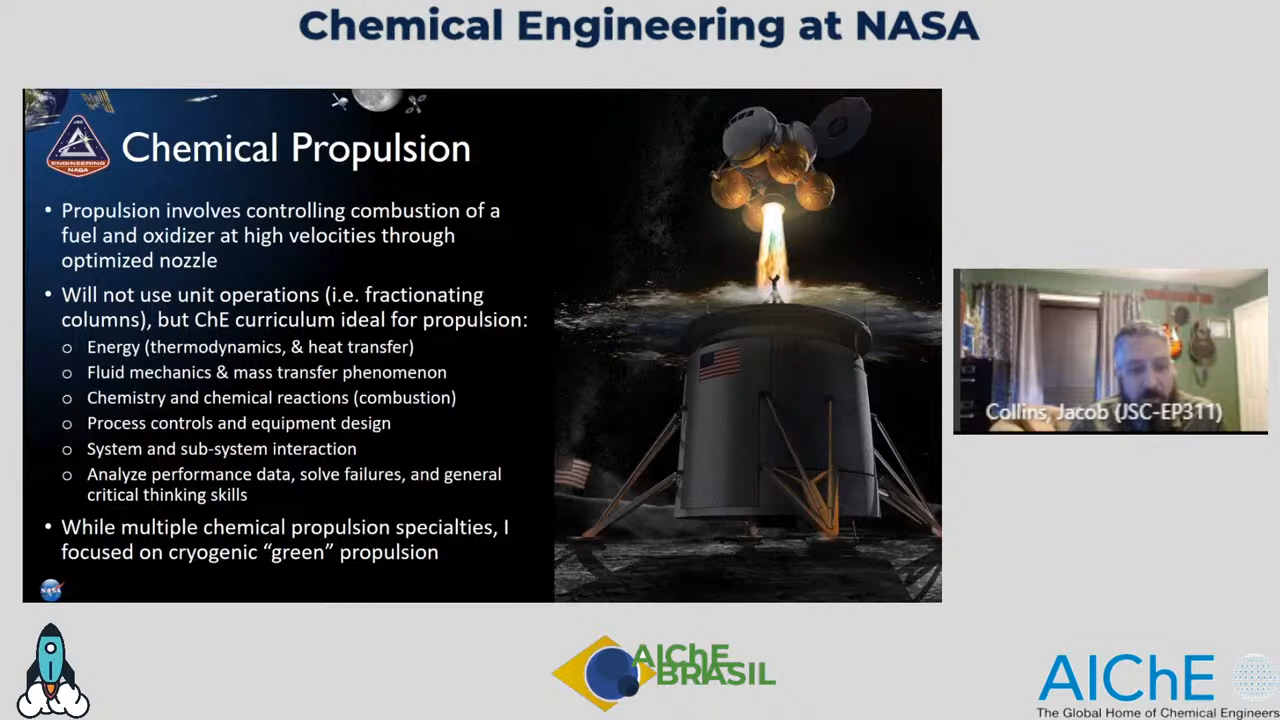 Chemical Engineering at NASA
JSC
ENGINEERING
NASA
Chemical Propulsion
• Propulsion involves controlling combustion of a
fuel and oxidizer at high velocities through
optimized nozzle
• Will not use unit operations (i.e. fractionating
columns), but ChE curriculum ideal for propulsion:
o Energy (thermodynamics, & heat transfer)
o Fluid mechanics & mass transfer phenomenon
o Chemistry and chemical reactions (combustion)
o Process controls and equipment design
o System and sub-system interaction
o Analyze performance data, solve failures, and general
critical thinking skills
• While multiple chemical propulsion specialties, I
focused on cryogenic “green” propulsion
NASA
Collins, Jacob (JSC-EP311)
AIChE
BRASIL
AIChE
The Global Home of Chemical Engineers